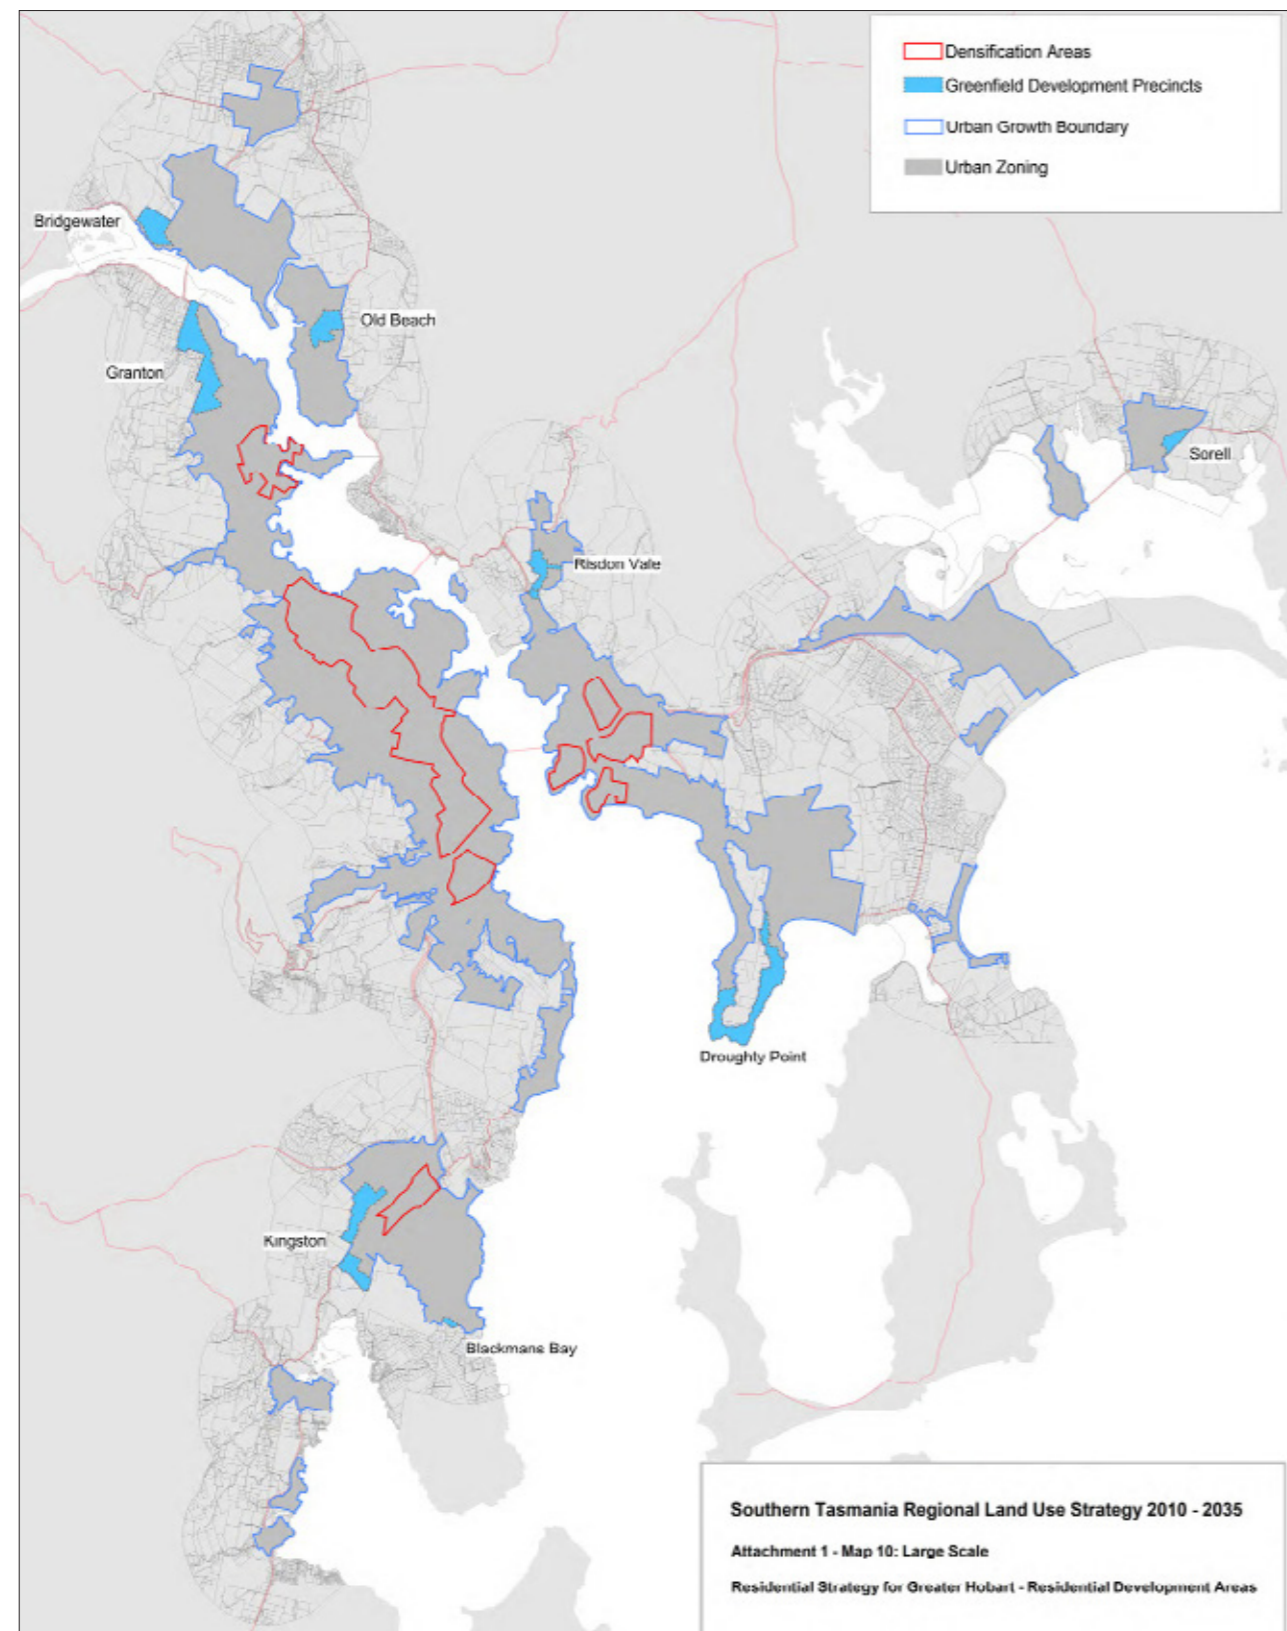 Densification Areas
Greenfield Development Precincts
Urban Growth Boundary
Urban Zoning
Bridgewater
Old Beach
Granton
Sorell
Risdon Vale
Droughty Point
Kingston
Blackmans Bay
Southern Tasmania Regional Land Use Strategy 2010 - 2035
Attachment 1 - Map 10: Large Scale
Residential Strategy for Greater Hobart - Residential Development Areas